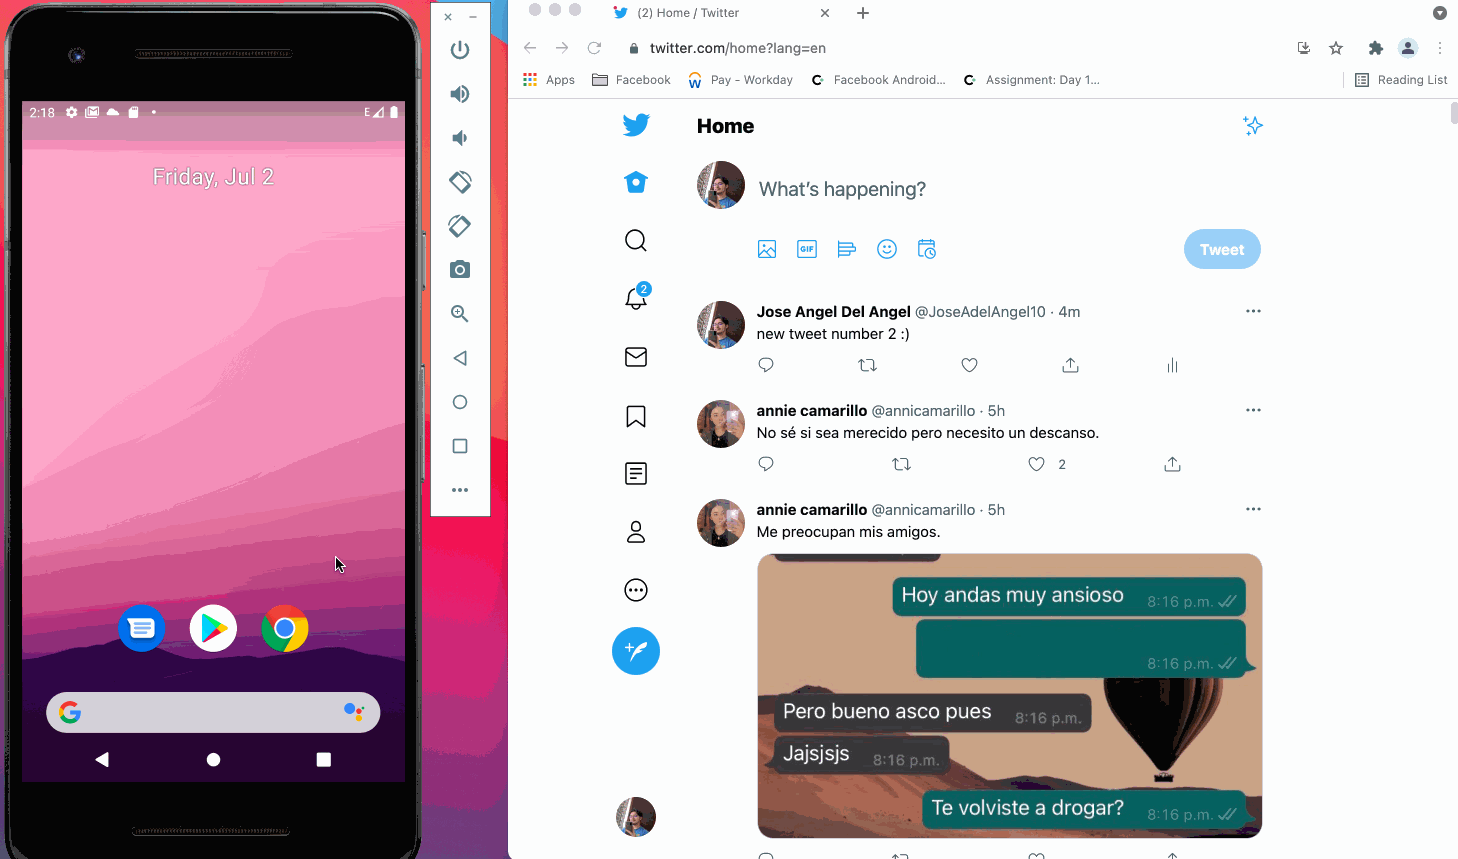 2:18
E
Friday, Jul 2
(2) Home / Twitter
twitter.com/home?lang=en
Apps
Facebook
Pay - Workday
Facebook Android...
Assignment: Day 1...
Reading List
Home
What's happening?
GIF
Tweet
2
Jose Angel Del Angel @JoseAdelAngel10 · 4m
new tweet number 2 :)
annie camarillo @annicamarillo · 5h
No sé si sea merecido pero necesito un descanso.
2
annie camarillo @annicamarillo · 5h
Me preocupan mis amigos.
Hoy andas muy ansioso 8:16 p.m.
8:16 p.m.
Pero bueno asco pues 8:16 p.m.
Jajsjsjs 8:16 p.m.
Te volviste a drogar? 8:16 p.m.